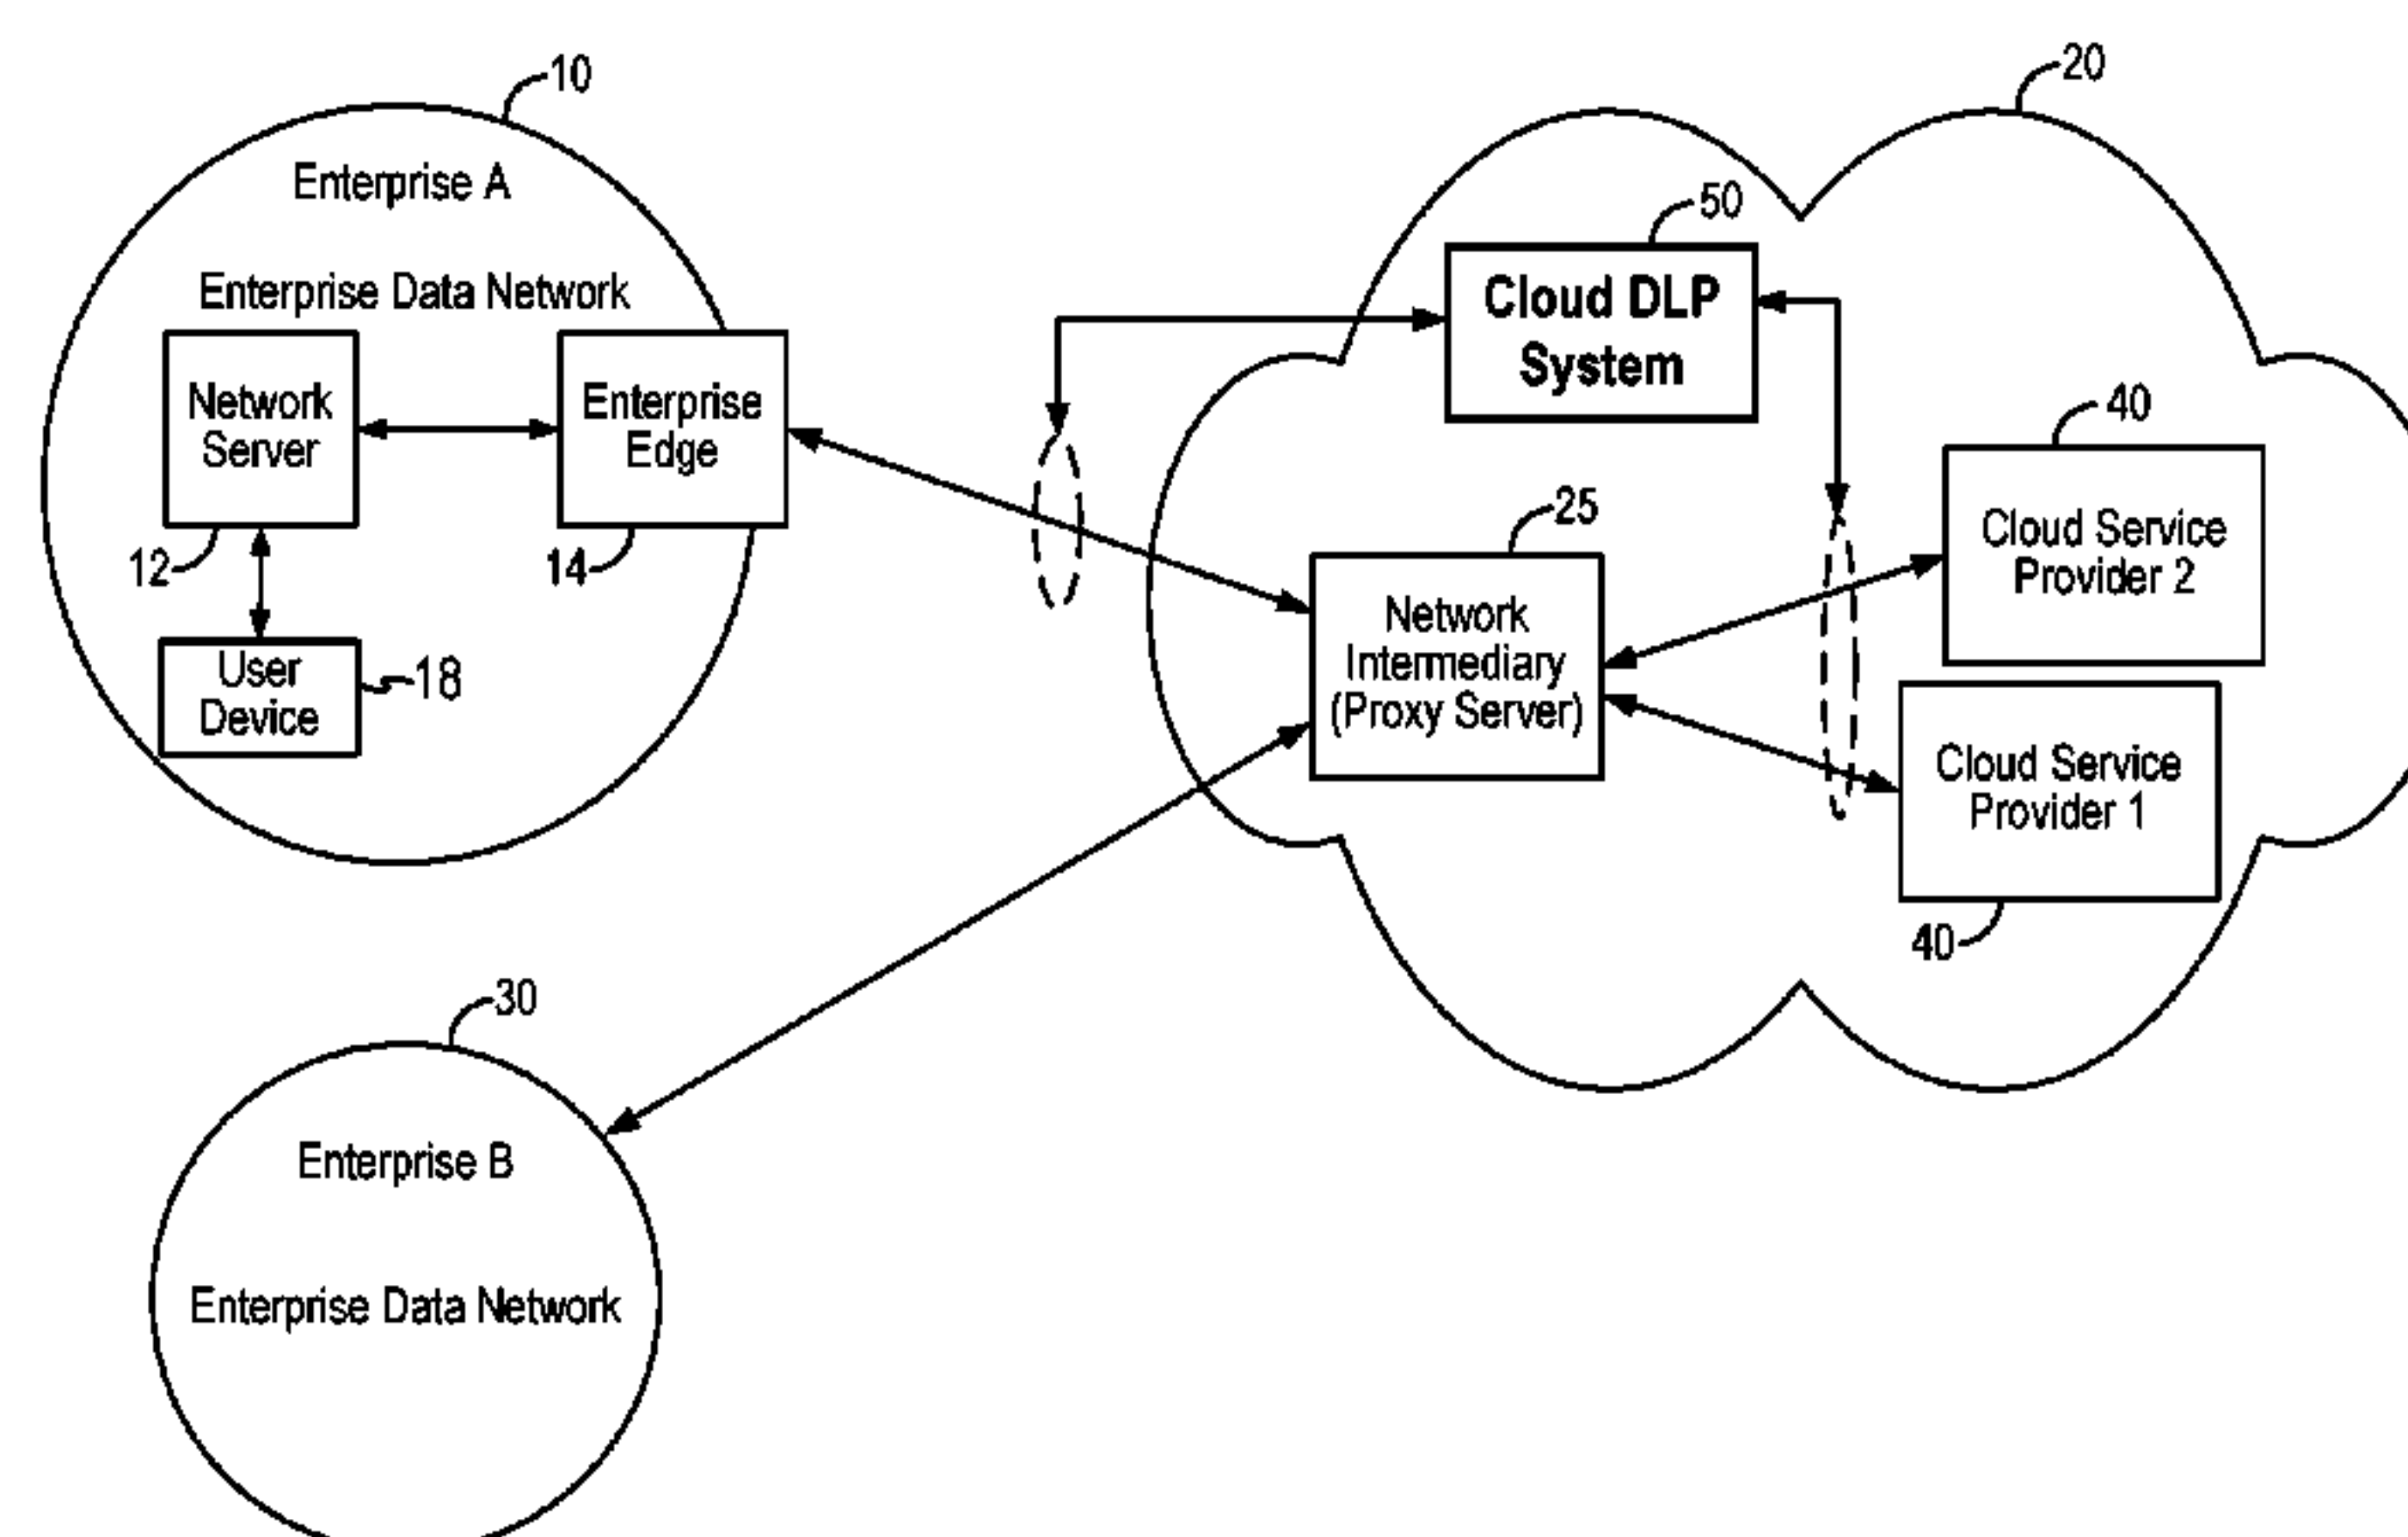 10
Enterprise A
Enterprise Data Network
Network
Server
Enterprise
Edge
12
14
User
Device
18
20
50
Cloud DLP
System
40
Cloud Service
Provider 2
25
Network
Intermediary
(Proxy Server)
Cloud Service
Provider 1
40
30
Enterprise B
Enterprise Data Network